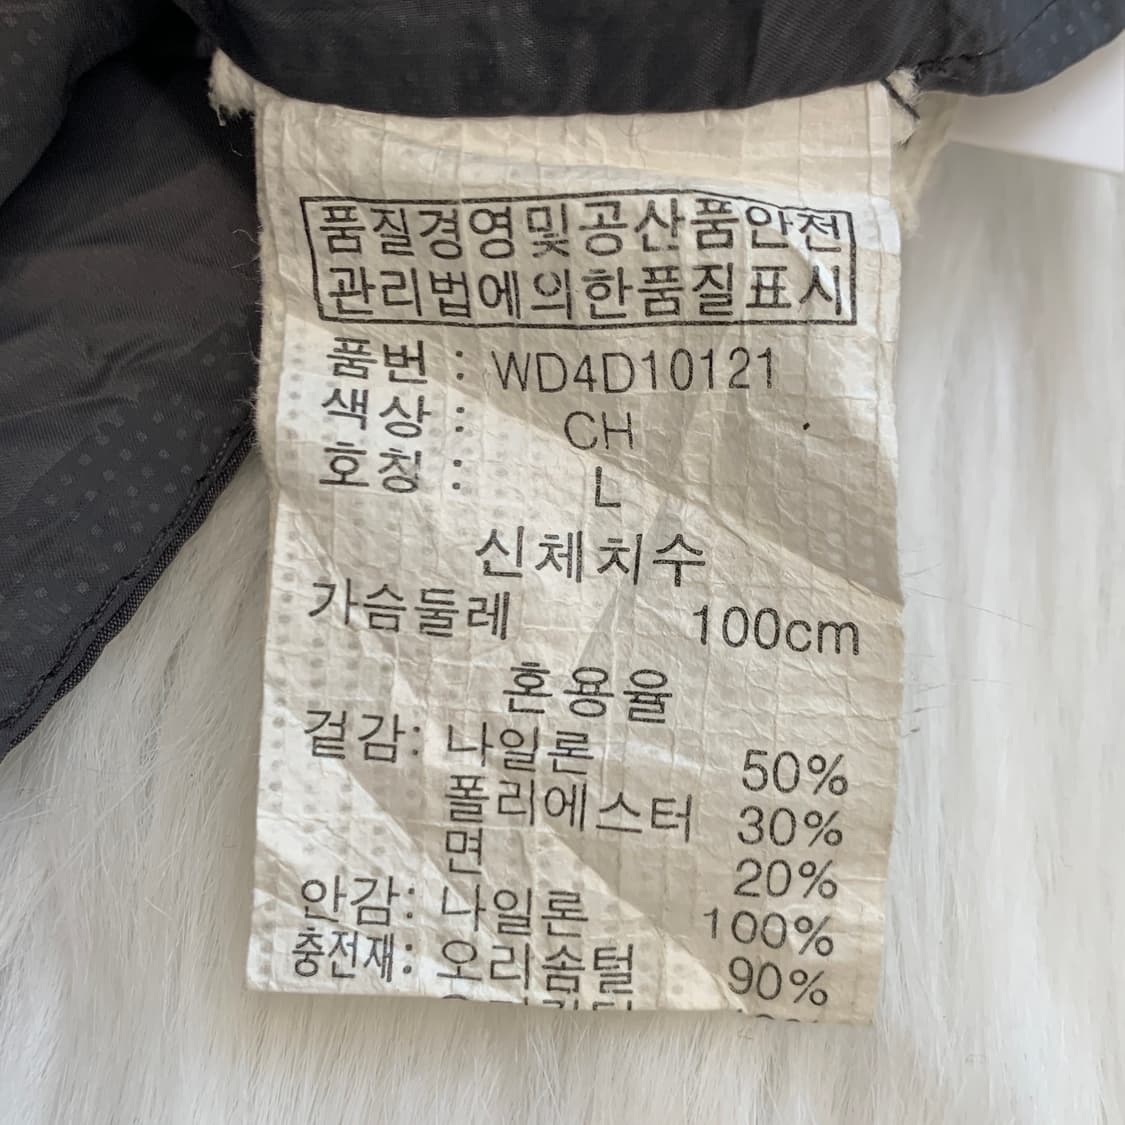 품질경영및공산품안전
관리법에의한품질표시
품번 : WD4D10121
색상 : CH
호칭 : L
신체치수
가슴둘레 100cm
혼용율
겉감: 나일론 50%
폴리에스터 30%
면 20%
안감: 나일론 100%
충전재: 오리솜털 90%